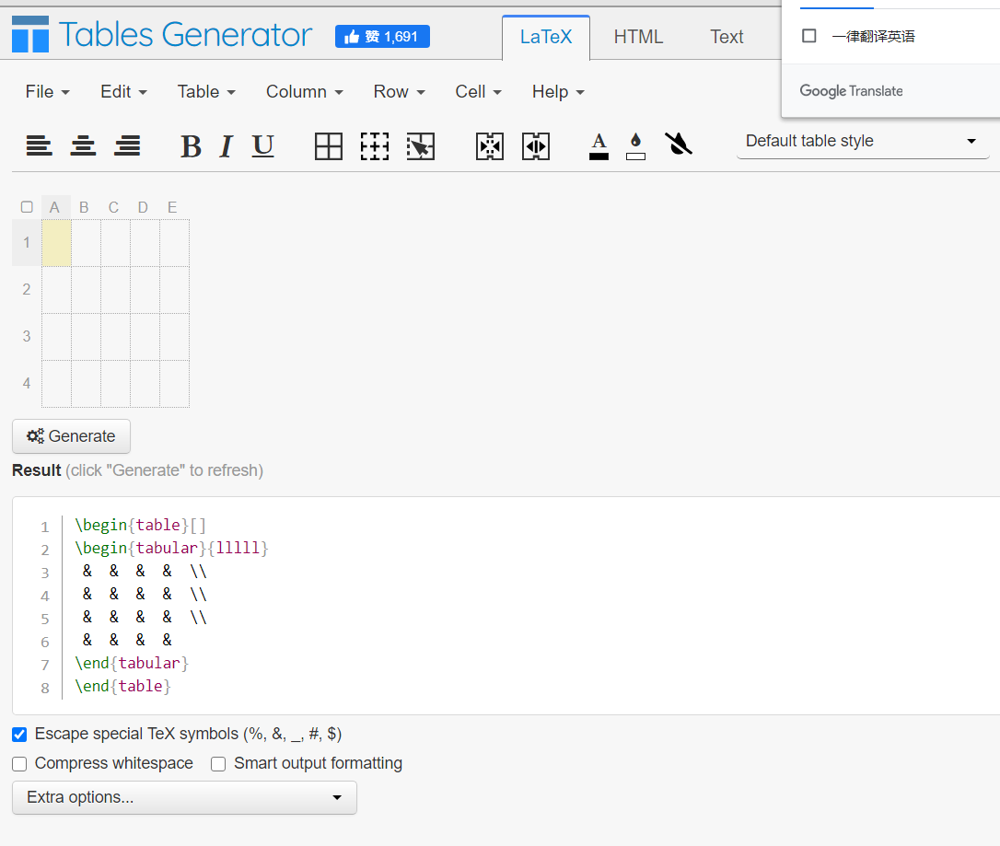 Tables Generator
赞 1,691
LaTeX HTML Text
一律翻译英语
Google Translate
File Edit Table Column Row Cell Help
B I U A Default table style
A B C D E
1
2
3
4
Generate
Result (click "Generate" to refresh)
1 \begin{table}[]
2 \begin{tabular}{lllll}
3 & & & & \\
4 & & & & \\
5 & & & & \\
6 & & & &
7 \end{tabular}
8 \end{table}
Escape special TeX symbols (%, &, _, #, $)
Compress whitespace Smart output formatting
Extra options...